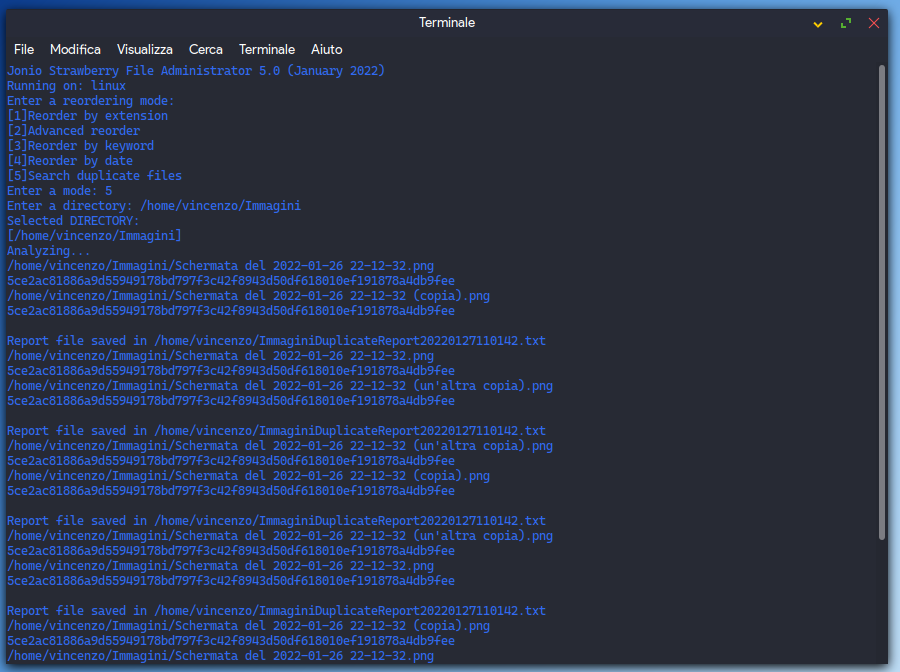 Terminale
File Modifica Visualizza Cerca Terminale Aiuto
Jonio Strawberry File Administrator 5.0 (January 2022)
Running on: linux
Enter a reordering mode:
[1]Reorder by extension
[2]Advanced reorder
[3]Reorder by keyword
[4]Reorder by date
[5]Search duplicate files
Enter a mode: 5
Enter a directory: /home/vincenzo/Immagini
Selected DIRECTORY:
[/home/vincenzo/Immagini]
Analyzing...
/home/vincenzo/Immagini/Schermata del 2022-01-26 22-12-32.png
5ce2ac81886a9d55949178bd797f3c42f8943d50df618010ef191878a4db9fee
/home/vincenzo/Immagini/Schermata del 2022-01-26 22-12-32 (copia).png
5ce2ac81886a9d55949178bd797f3c42f8943d50df618010ef191878a4db9fee
Report file saved in /home/vincenzo/ImmaginiDuplicateReport20220127110142.txt
/home/vincenzo/Immagini/Schermata del 2022-01-26 22-12-32.png
5ce2ac81886a9d55949178bd797f3c42f8943d50df618010ef191878a4db9fee
/home/vincenzo/Immagini/Schermata del 2022-01-26 22-12-32 (un'altra copia).png
5ce2ac81886a9d55949178bd797f3c42f8943d50df618010ef191878a4db9fee
Report file saved in /home/vincenzo/ImmaginiDuplicateReport20220127110142.txt
/home/vincenzo/Immagini/Schermata del 2022-01-26 22-12-32 (un'altra copia).png
5ce2ac81886a9d55949178bd797f3c42f8943d50df618010ef191878a4db9fee
/home/vincenzo/Immagini/Schermata del 2022-01-26 22-12-32 (copia).png
5ce2ac81886a9d55949178bd797f3c42f8943d50df618010ef191878a4db9fee
Report file saved in /home/vincenzo/ImmaginiDuplicateReport20220127110142.txt
/home/vincenzo/Immagini/Schermata del 2022-01-26 22-12-32 (un'altra copia).png
5ce2ac81886a9d55949178bd797f3c42f8943d50df618010ef191878a4db9fee
/home/vincenzo/Immagini/Schermata del 2022-01-26 22-12-32.png
5ce2ac81886a9d55949178bd797f3c42f8943d50df618010ef191878a4db9fee
Report file saved in /home/vincenzo/ImmaginiDuplicateReport20220127110142.txt
/home/vincenzo/Immagini/Schermata del 2022-01-26 22-12-32 (copia).png
5ce2ac81886a9d55949178bd797f3c42f8943d50df618010ef191878a4db9fee
/home/vincenzo/Immagini/Schermata del 2022-01-26 22-12-32.png